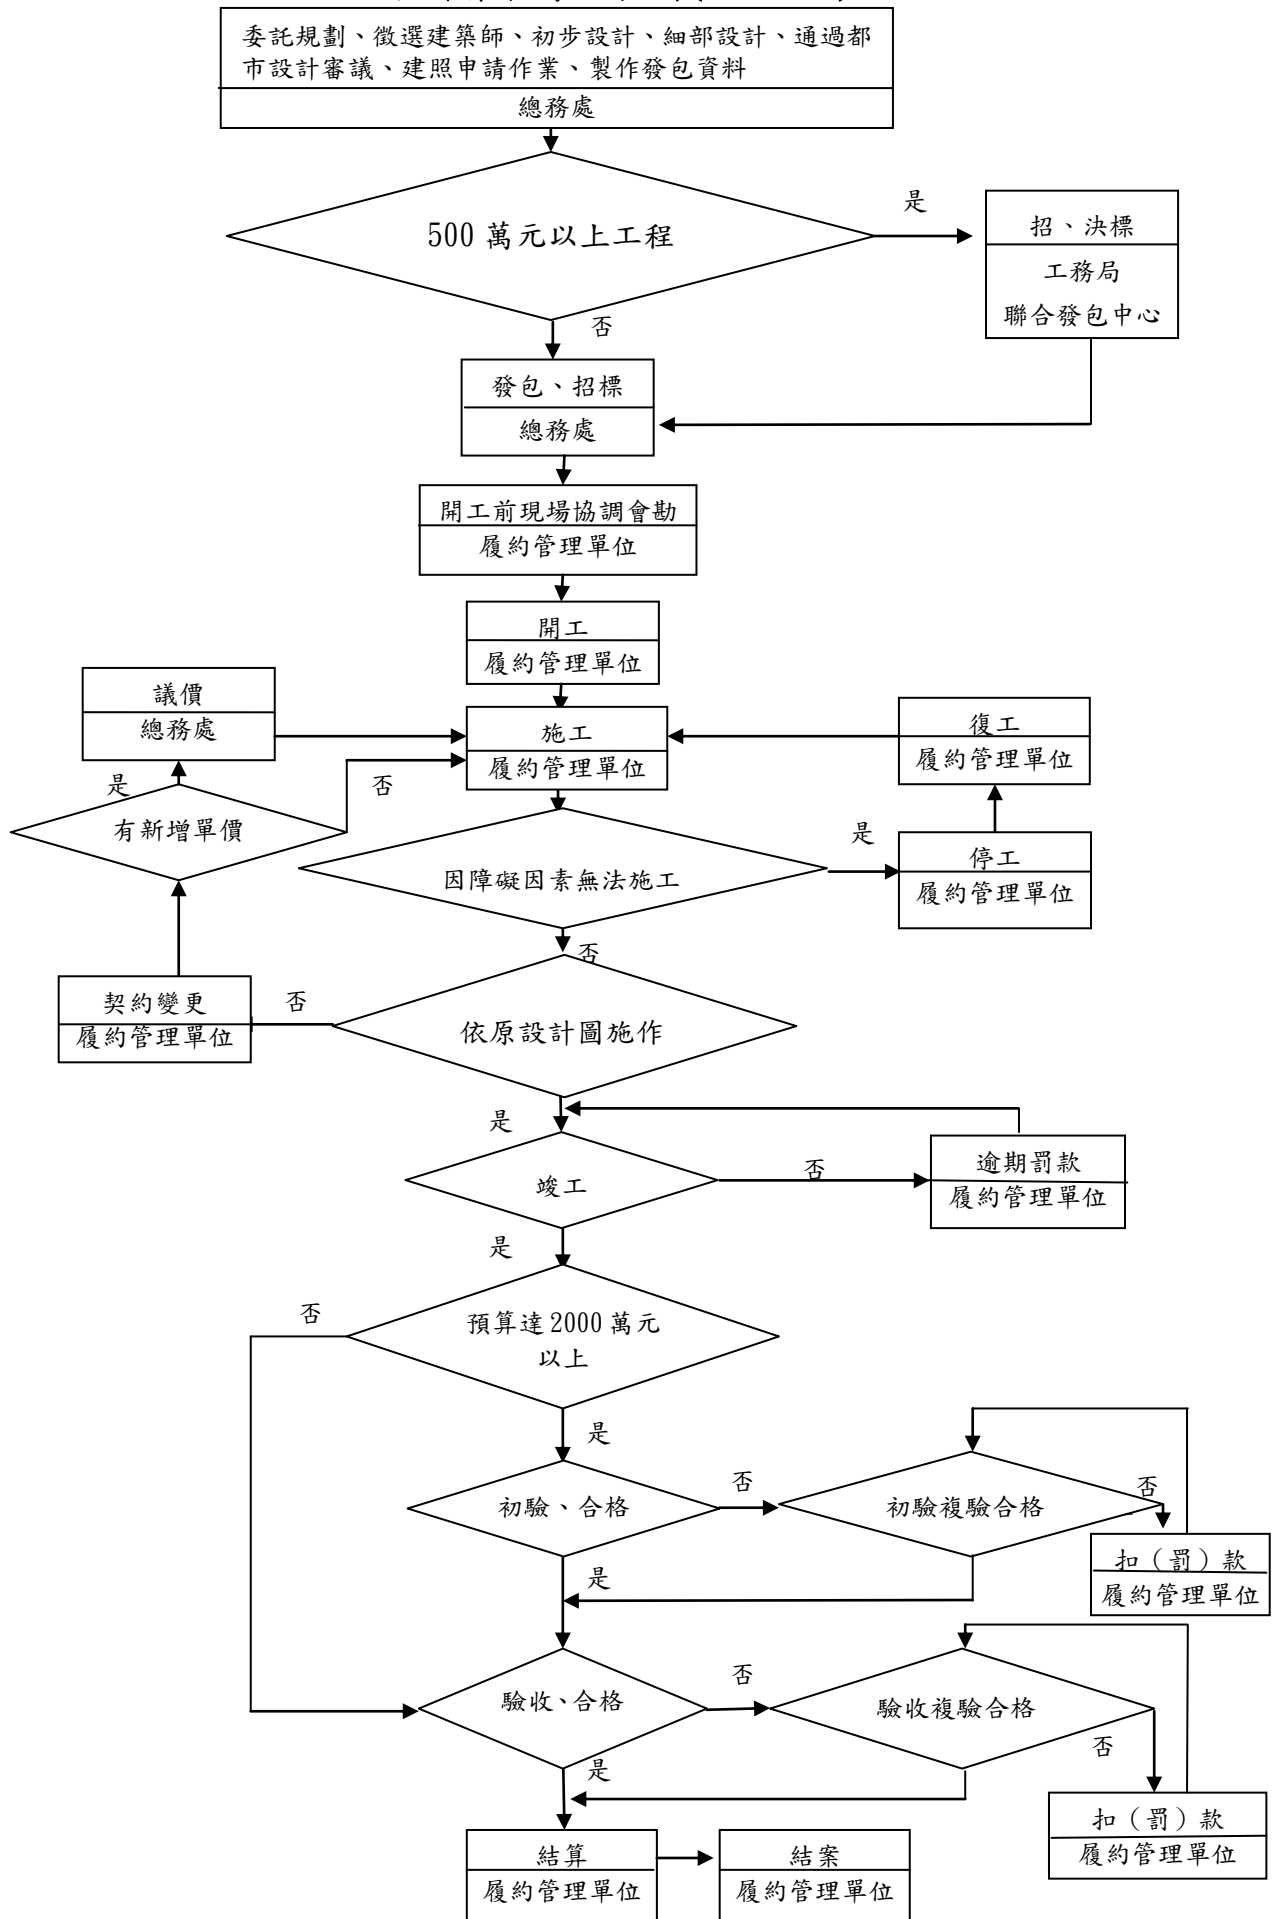 委託規劃、徵選建築師、初步設計、細部設計、通過都
市設計審議、建照申請作業、製作發包資料
總務處
500 萬元以上工程
是
招、決標
工務局
聯合發包中心
否
發包、招標
總務處
開工前現場協調會勘
履約管理單位
開工
履約管理單位
議價
總務處
施工
履約管理單位
復工
履約管理單位
是
否
有新增單價
因障礙因素無法施工
是
停工
履約管理單位
否
契約變更
履約管理單位
否
依原設計圖施作
是
竣工
否
逾期罰款
履約管理單位
是
否
預算達 2000 萬元
以上
是
初驗、合格
否
初驗複驗合格
否
扣（罰）款
履約管理單位
是
驗收、合格
否
驗收複驗合格
否
扣（罰）款
履約管理單位
是
結算
履約管理單位
結案
履約管理單位